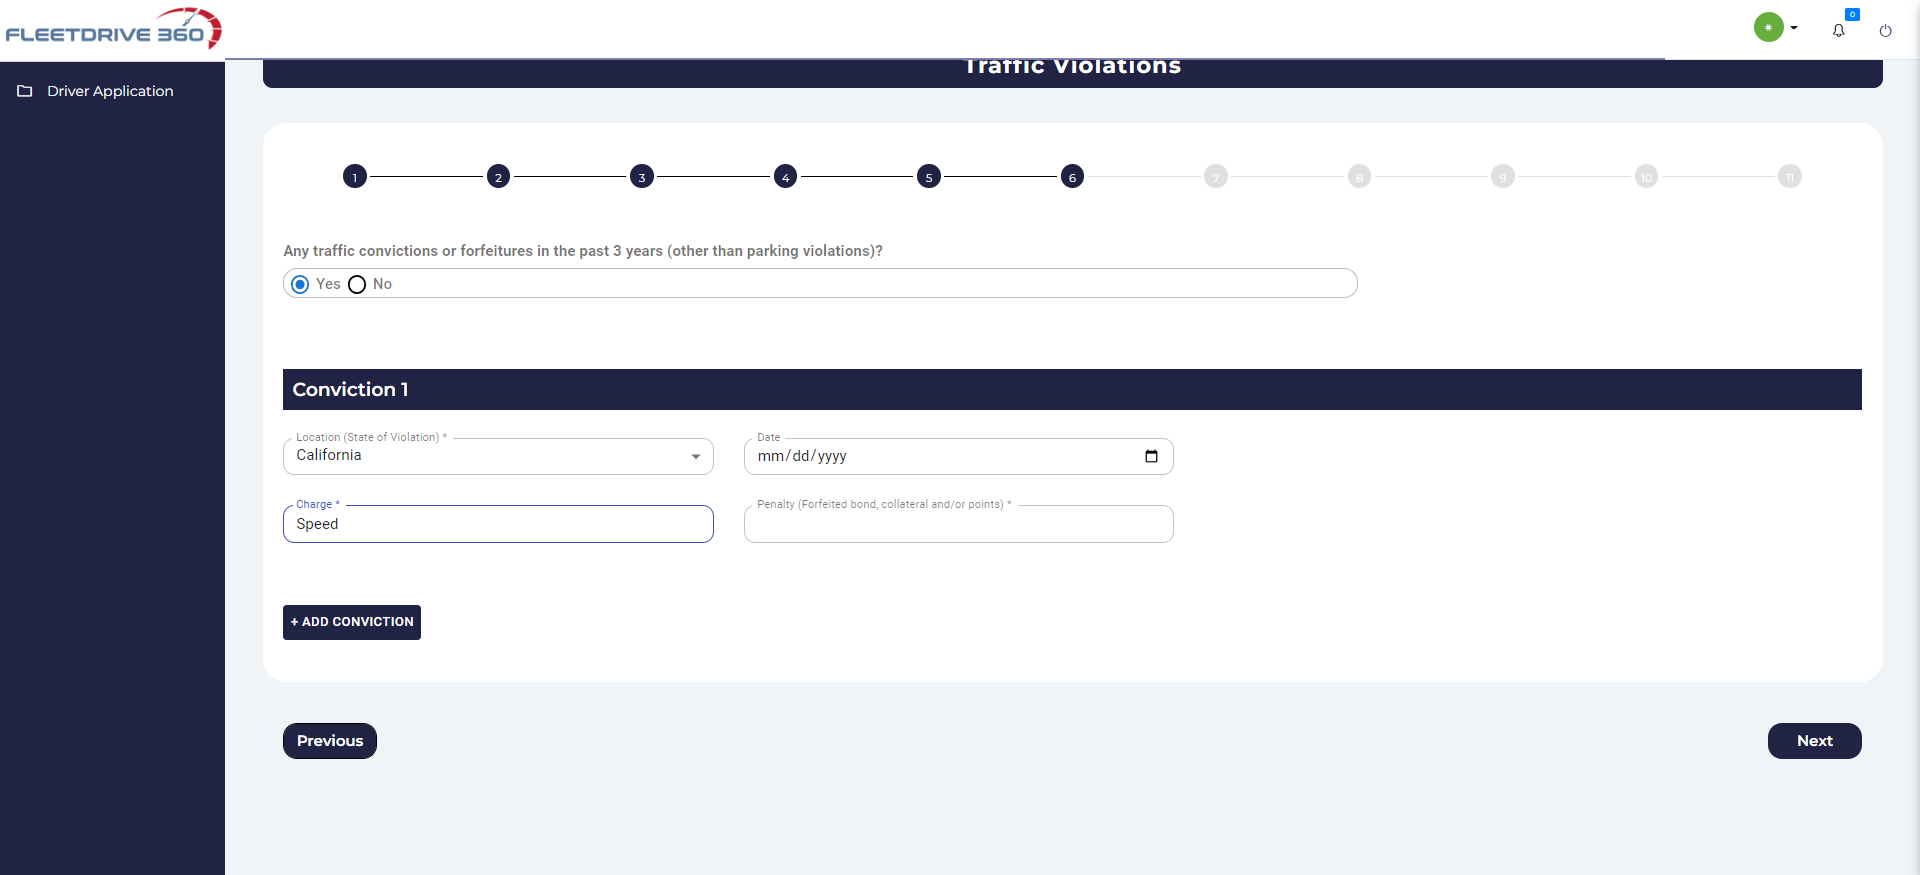 FLEETDRIVE 360
0
Driver Application
Traffic Violations
1 2 3 4 5 6 7 8 9 10 11
Any traffic convictions or forfeitures in the past 3 years (other than parking violations)?
Yes No
Conviction 1
Location (State of Violation) * Date
California mm/dd/yyyy
Charge * Penalty (Forfeited bond, collateral and/or points) *
Speed
+ ADD CONVICTION
Previous Next